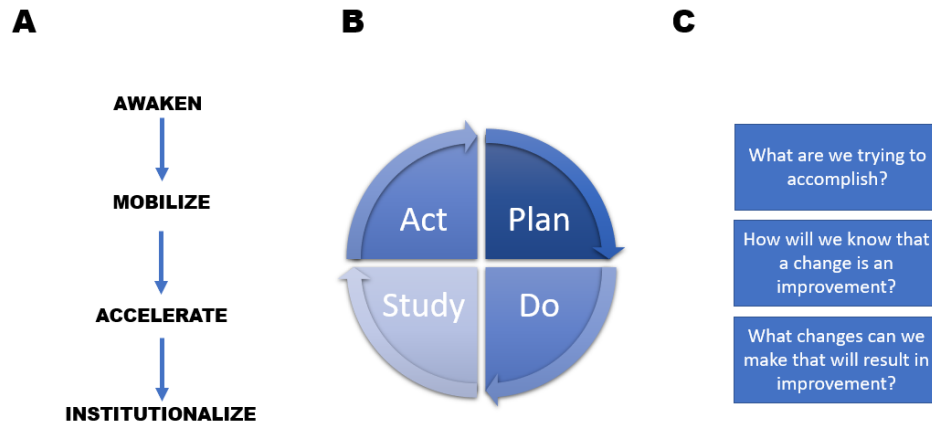 A
B
C
AWAKEN
MOBILIZE
ACCELERATE
INSTITUTIONALIZE
Act
Plan
Study
Do
What are we trying to
accomplish?
How will we know that
a change is an
improvement?
What changes can we
make that will result in
improvement?